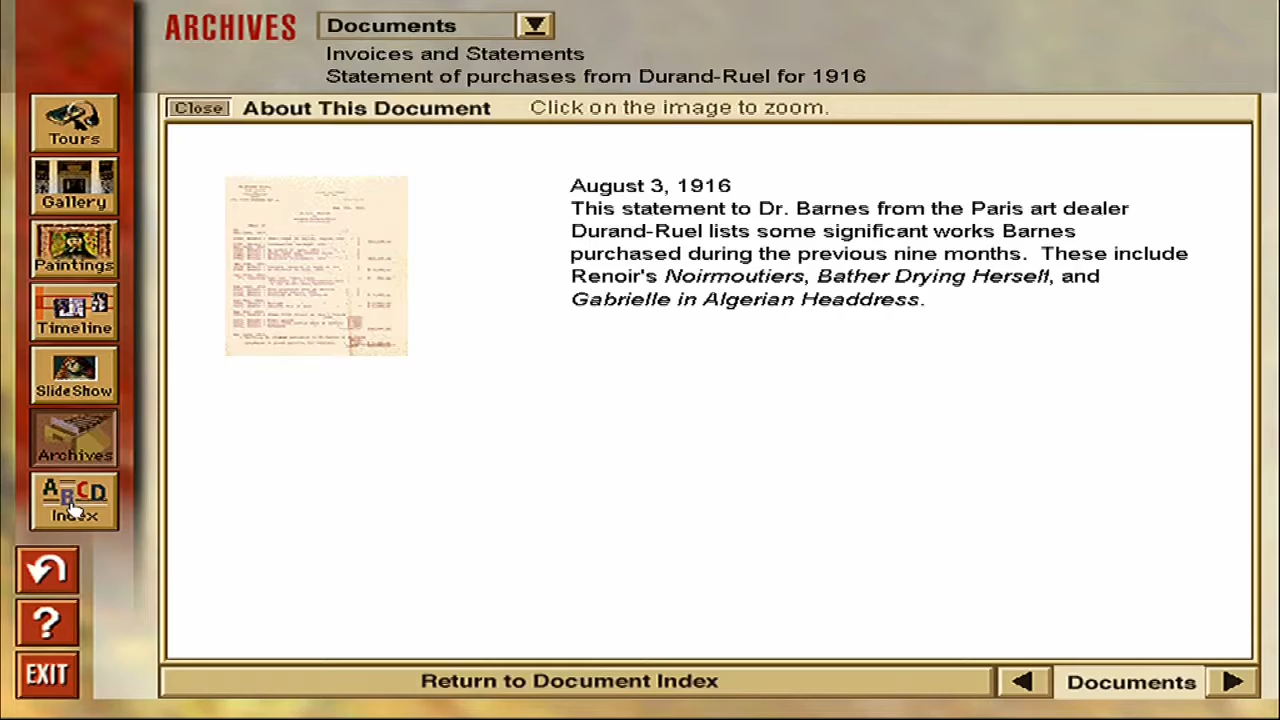 ARCHIVES
Documents
Invoices and Statements
Statement of purchases from Durand-Ruel for 1916
Close
About This Document
Click on the image to zoom.
Tours
Gallery
Paintings
Timeline
SlideShow
Archives
ABCD
Index
?
EXIT
August 3, 1916
This statement to Dr. Barnes from the Paris art dealer
Durand-Ruel lists some significant works Barnes
purchased during the previous nine months.  These include
Renoir's Noirmoutiers, Bather Drying Herself, and
Gabrielle in Algerian Headdress.
Return to Document Index
Documents